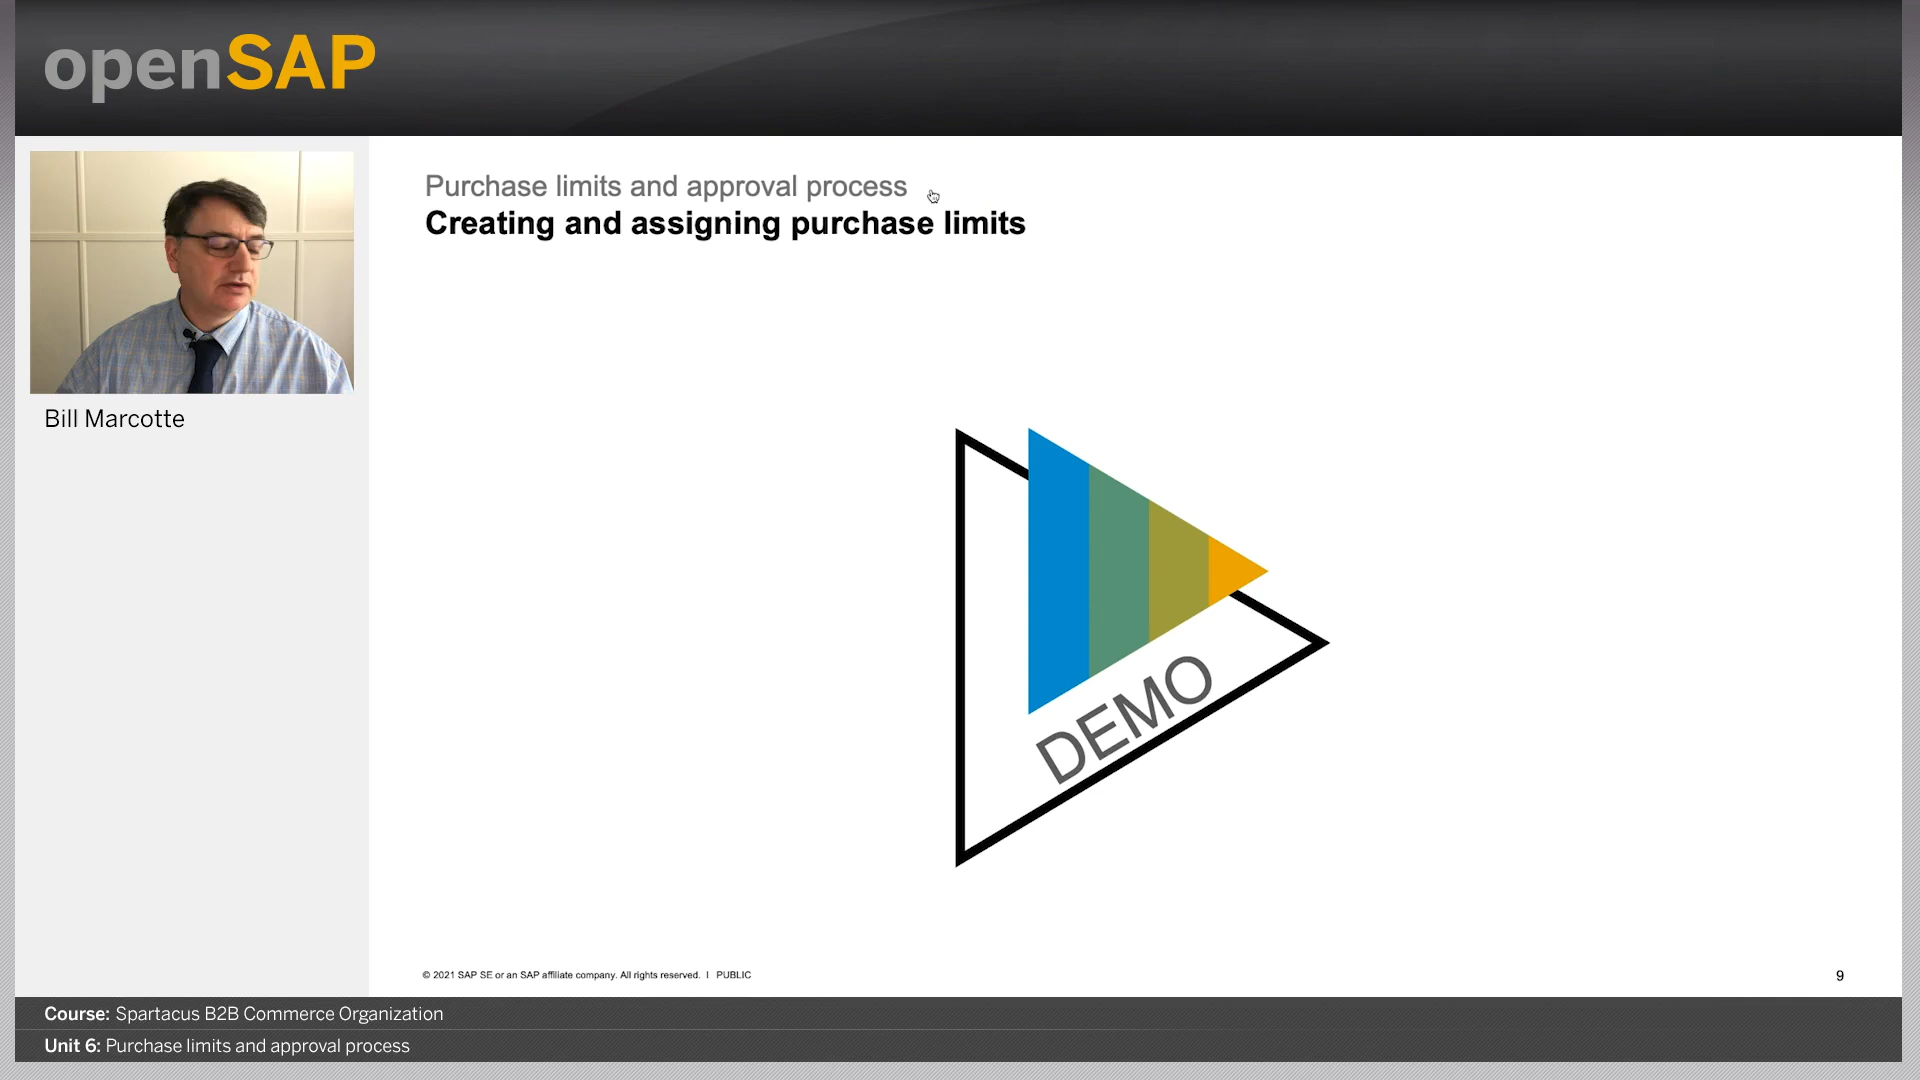 openSAP
Purchase limits and approval process
Creating and assigning purchase limits
Bill Marcotte
DEMO
© 2021 SAP SE or an SAP affiliate company. All rights reserved. I PUBLIC
9
Course: Spartacus B2B Commerce Organization
Unit 6: Purchase limits and approval process